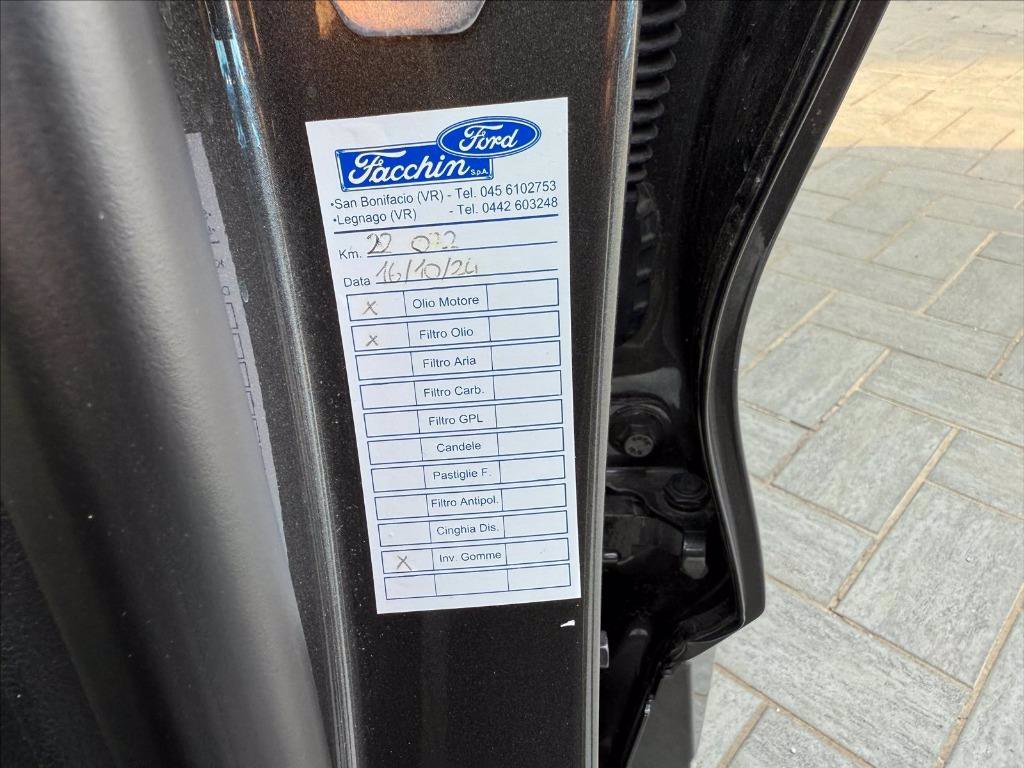 Ford
Facchin S.p.A.
•San Bonifacio (VR) - Tel. 045 6102753
•Legnago (VR) - Tel. 0442 603248
Km. 22 072
Data 16/10/24
x Olio Motore
x Filtro Olio
Filtro Aria
Filtro Carb.
Filtro GPL
Candele
Pastiglie F.
Filtro Antipol.
Cinghia Dis.
x Inv. Gomme